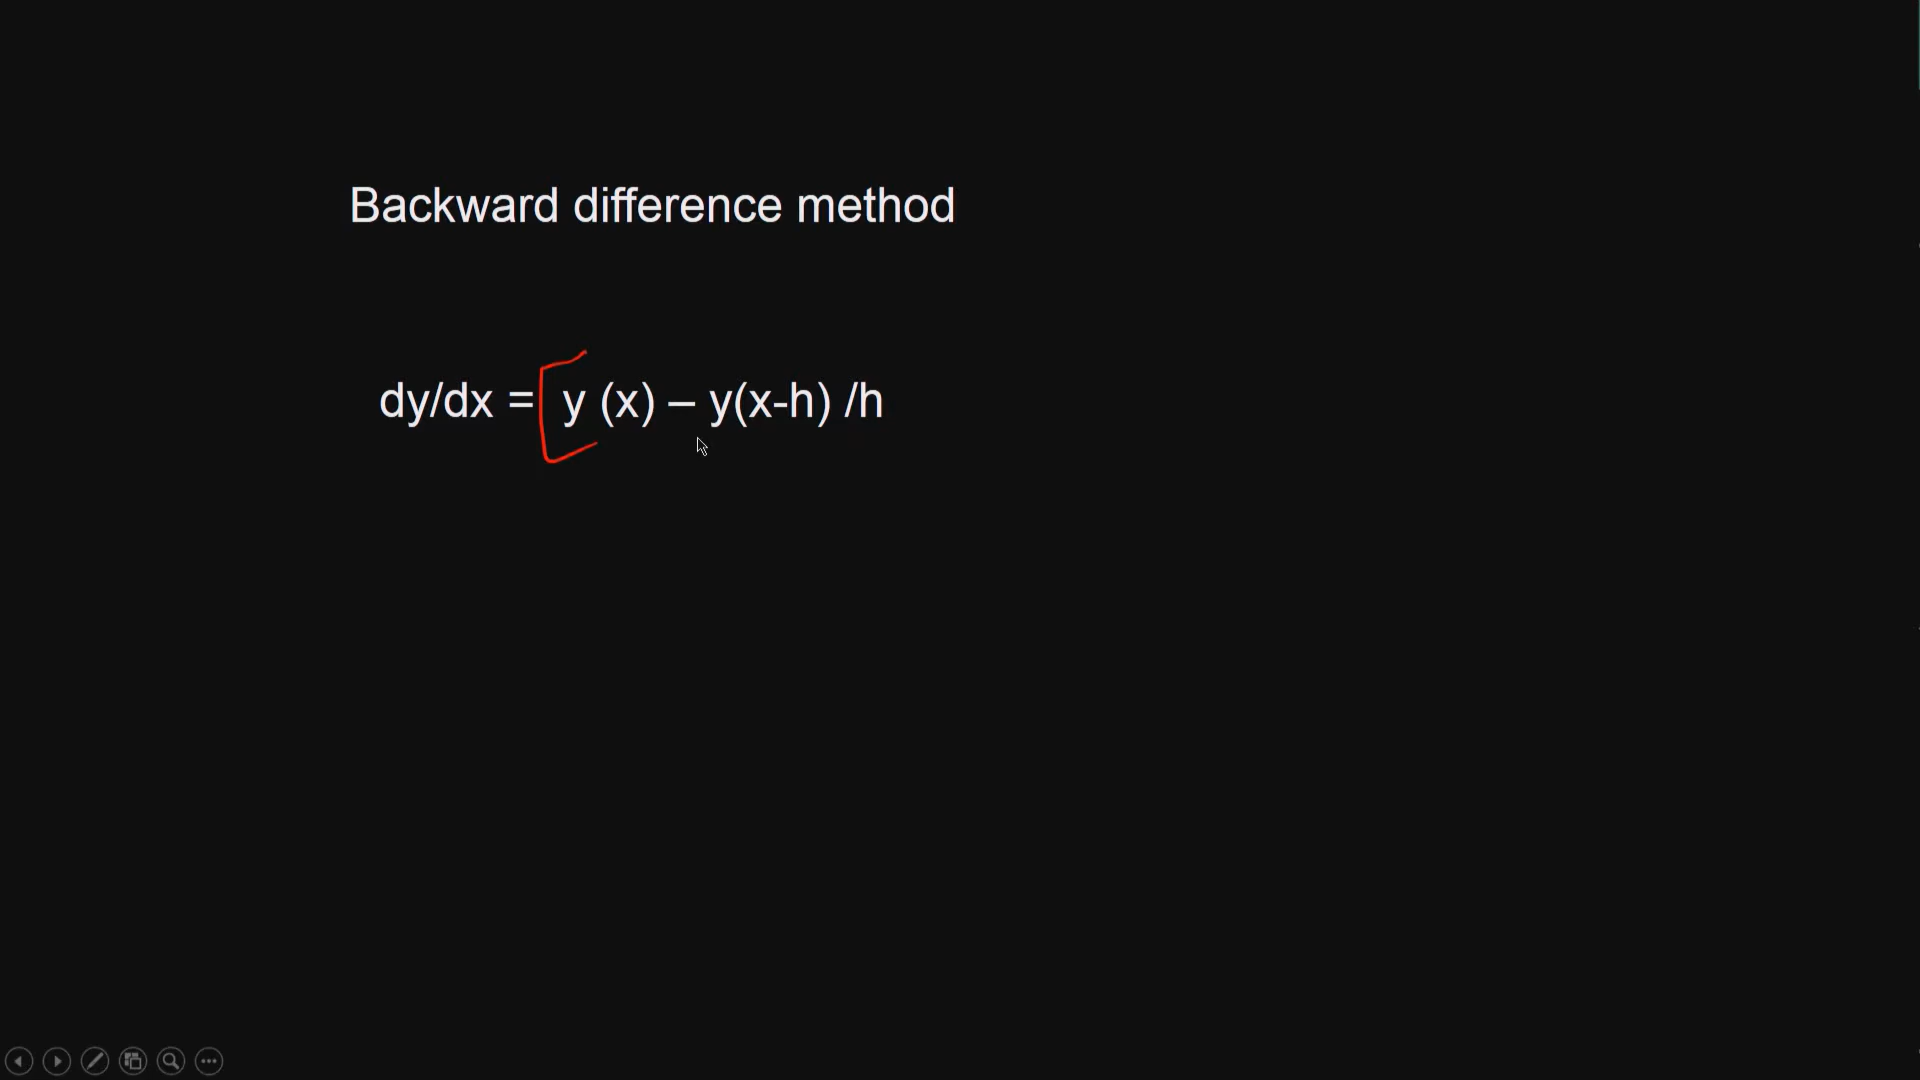 Backward difference method
dy/dx = [ y (x) – y(x-h) /h